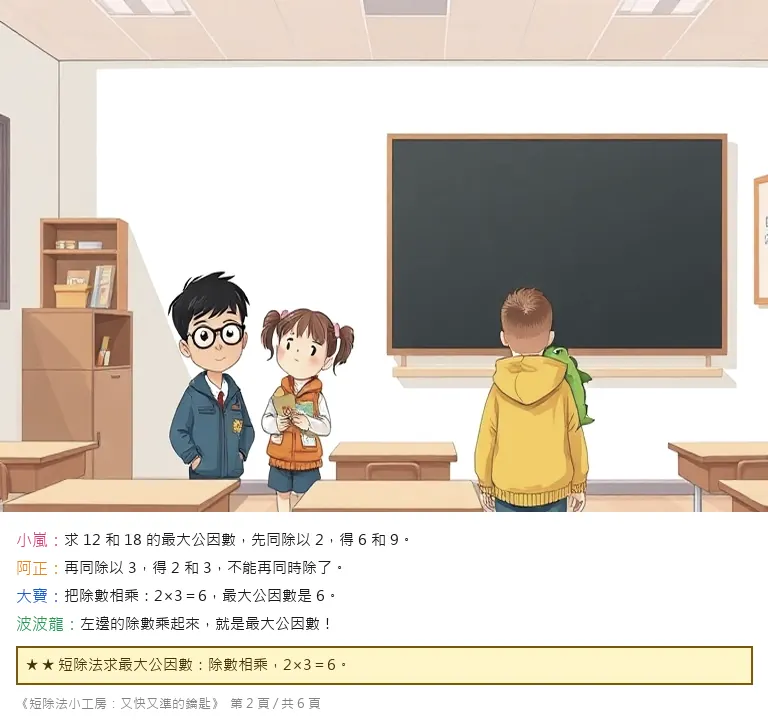 小嵐：求 12 和 18 的最大公因數，先同除以 2，得 6 和 9。
阿正：再同除以 3，得 2 和 3，不能再同時除了。
大寶：把除數相乘：2×3＝6，最大公因數是 6。
波波龍：左邊的除數乘起來，就是最大公因數！
★★ 短除法求最大公因數：除數相乘，2×3＝6。
《短除法小工房：又快又準的鑰匙》 第 2 頁 / 共 6 頁